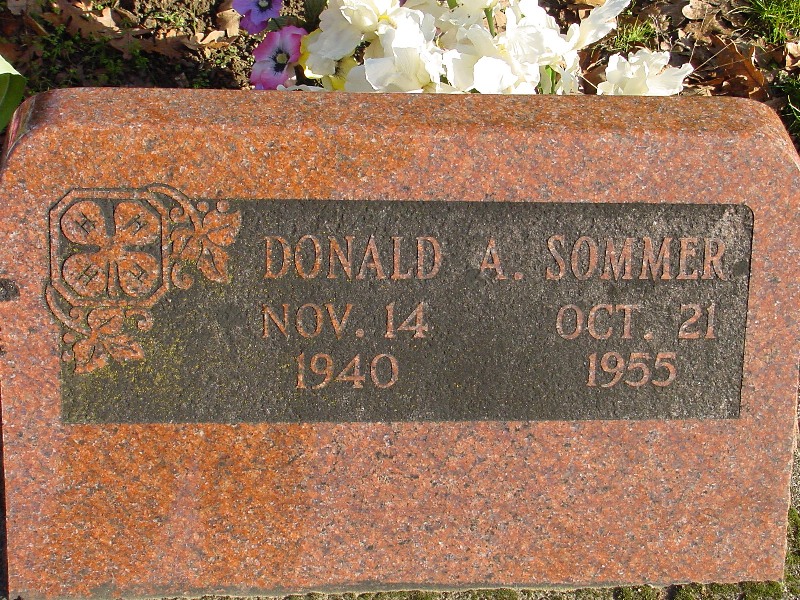 H H
H H
DONALD A. SOMMER
NOV. 14 OCT. 21
1940 1955